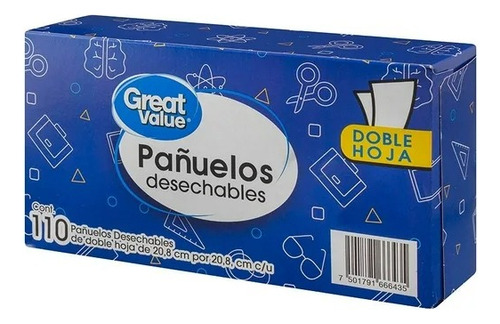 Great
Value®
Pañuelos
desechables
DOBLE
HOJA
Cont.
110 Pañuelos Desechables
de doble hoja de 20,8 cm por 20,8, cm c/u
7 501791 666435